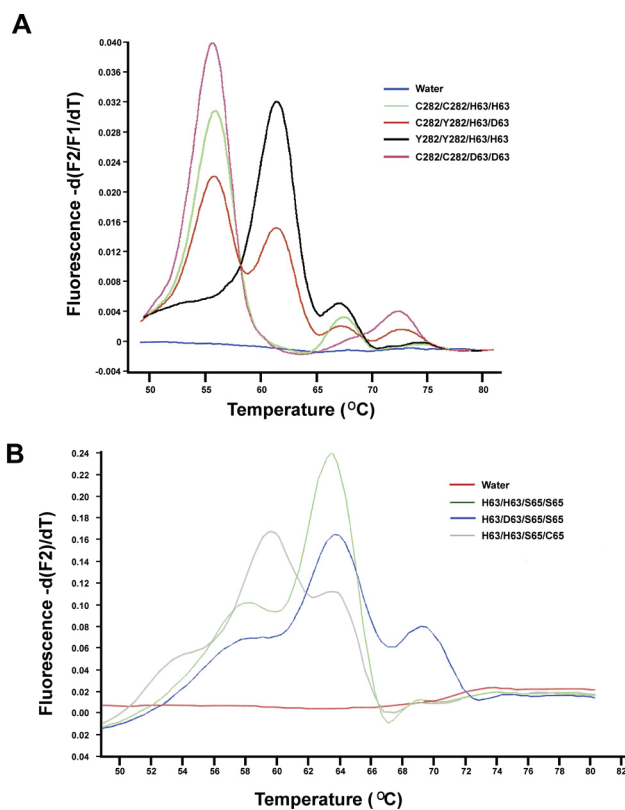 A
Fluorescence -d(F2/F1/dT)
0.040
0.036
0.032
0.028
0.024
0.020
0.016
0.012
0.008
0.004
0
-0.004
Water
C282/C282/H63/H63
C282/Y282/H63/D63
Y282/Y282/H63/H63
C282/C282/D63/D63
50 55 60 65 70 75 80
Temperature (OC)
B
Fluorescence -d(F2)/dT)
0.24
0.22
0.20
0.18
0.16
0.14
0.12
0.10
0.08
0.06
0.04
0.02
0.00
0.02
0.04
Water
H63/H63/S65/S65
H63/D63/S65/S65
H63/H63/S65/C65
50 52 54 56 58 60 62 64 66 68 70 72 74 76 78 80 82
Temperature (OC)